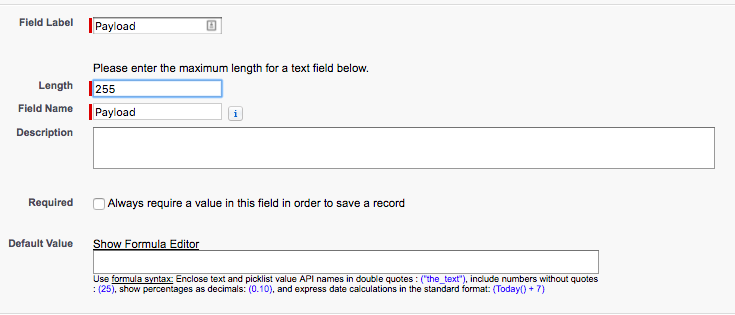 Field Label Payload
Please enter the maximum length for a text field below.
Length 255
Field Name Payload i
Description
Required Always require a value in this field in order to save a record
Default Value Show Formula Editor
Use formula syntax: Enclose text and picklist value API names in double quotes : ("the_text"), include numbers without quotes
: (25), show percentages as decimals: (0.10), and express date calculations in the standard format: (Today() + 7)